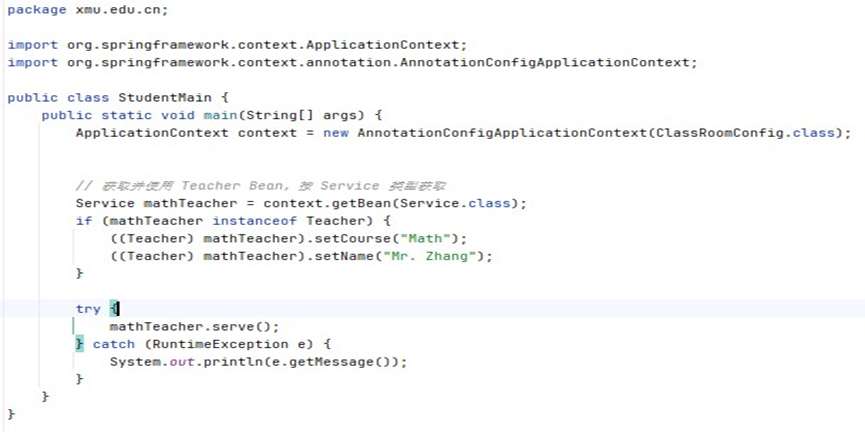 package xmu.edu.cn;
import org.springframework.context.ApplicationContext;
import org.springframework.context.annotation.AnnotationConfigApplicationContext;
public class StudentMain {
public static void main(String[] args) {
ApplicationContext context = new AnnotationConfigApplicationContext(ClassRoomConfig.class);
// 获取并使用 Teacher Bean, 按 Service 类型获取
Service mathTeacher = context.getBean(Service.class);
if (mathTeacher instanceof Teacher) {
((Teacher) mathTeacher).setCourse("Math");
((Teacher) mathTeacher).setName("Mr. Zhang");
}
try {
mathTeacher.serve();
} catch (RuntimeException e) {
System.out.println(e.getMessage());
}
}
}